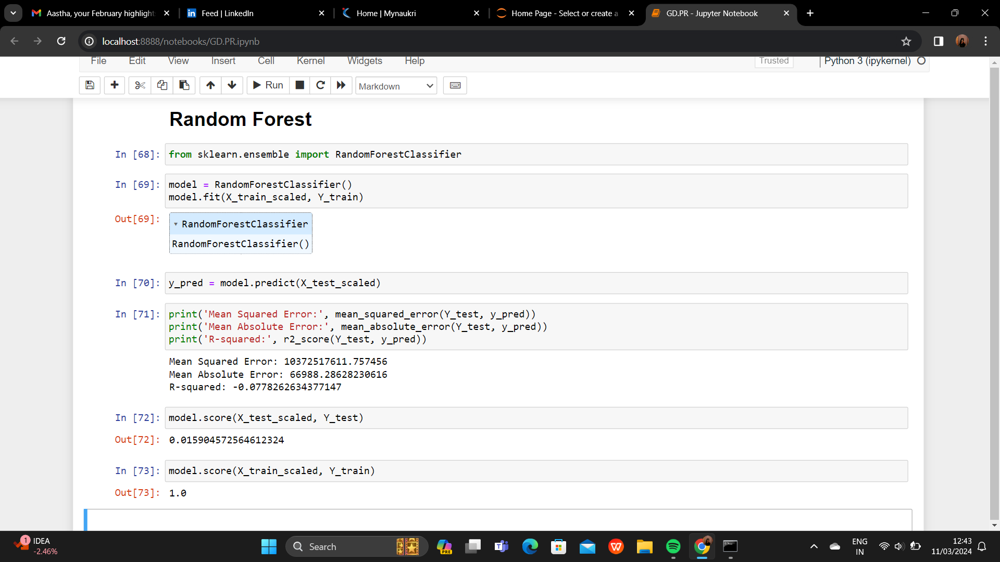 Aastha, your February highlight
Feed | LinkedIn
Home | Mynaukri
Home Page - Select or create a
GD.PR - Jupyter Notebook
localhost:8888/notebooks/GD.PR.ipynb
File Edit View Insert Cell Kernel Widgets Help
Trusted
Python 3 (ipykernel)
Run
Markdown
Random Forest
In [68]: from sklearn.ensemble import RandomForestClassifier
In [69]: model = RandomForestClassifier()
model.fit(X_train_scaled, Y_train)
Out[69]: RandomForestClassifier
RandomForestClassifier()
In [70]: y_pred = model.predict(X_test_scaled)
In [71]: print('Mean Squared Error:', mean_squared_error(Y_test, y_pred))
print('Mean Absolute Error:', mean_absolute_error(Y_test, y_pred))
print('R-squared:', r2_score(Y_test, y_pred))
Mean Squared Error: 10372517611.757456
Mean Absolute Error: 66988.28628230616
R-squared: -0.0778262634377147
In [72]: model.score(X_test_scaled, Y_test)
Out[72]: 0.015904572564612324
In [73]: model.score(X_train_scaled, Y_train)
Out[73]: 1.0
1
IDEA
-2.46%
Search
PRE
ENG
IN
12:43
11/03/2024